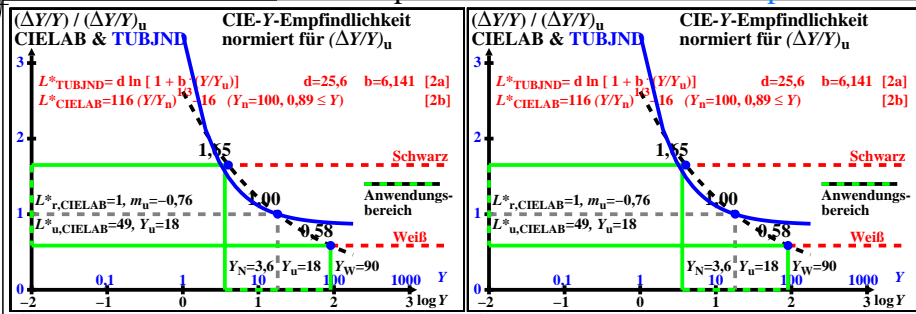 (ΔY/Y) / (ΔY/Y)u CIE-Y-Empfindlichkeit
CIELAB & TUBJND normiert für (ΔY/Y)u
3
L*TUBJND= d ln [ 1 + b (Y/Yu)] d=25,6 b=6,141 [2a]
L*CIELAB=116 (Y/Yn)1/3–16 (Yn=100, 0,89 ≤ Y) [2b]
2
1,65 Schwarz
L*r,CIELAB=1, mu=–0,76 1,00 Anwendungs-
1 bereich
L*u,CIELAB=49, Yu=18 0,58 Weiß
YN=3,6 Yu=18 YW=90
0 0,1 1 10 100 1000 Y
–2 –1 0 1 2 3 log Y
(ΔY/Y) / (ΔY/Y)u CIE-Y-Empfindlichkeit
CIELAB & TUBJND normiert für (ΔY/Y)u
3
L*TUBJND= d ln [ 1 + b (Y/Yu)] d=25,6 b=6,141 [2a]
L*CIELAB=116 (Y/Yn)1/3–16 (Yn=100, 0,89 ≤ Y) [2b]
2
1,65 Schwarz
L*r,CIELAB=1, mu=–0,76 1,00 Anwendungs-
1 bereich
L*u,CIELAB=49, Yu=18 0,58 Weiß
YN=3,6 Yu=18 YW=90
0 0,1 1 10 100 1000 Y
–2 –1 0 1 2 3 log Y